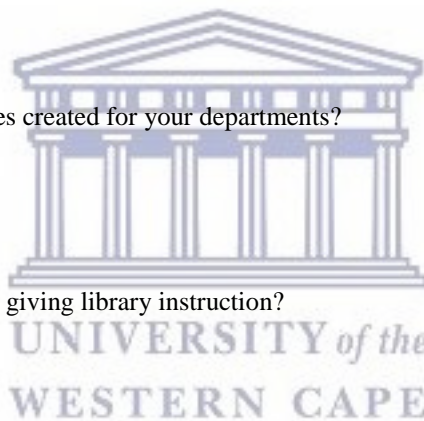 es created for your departments?
giving library instruction?
UNIVERSITY of the
WESTERN CAPE